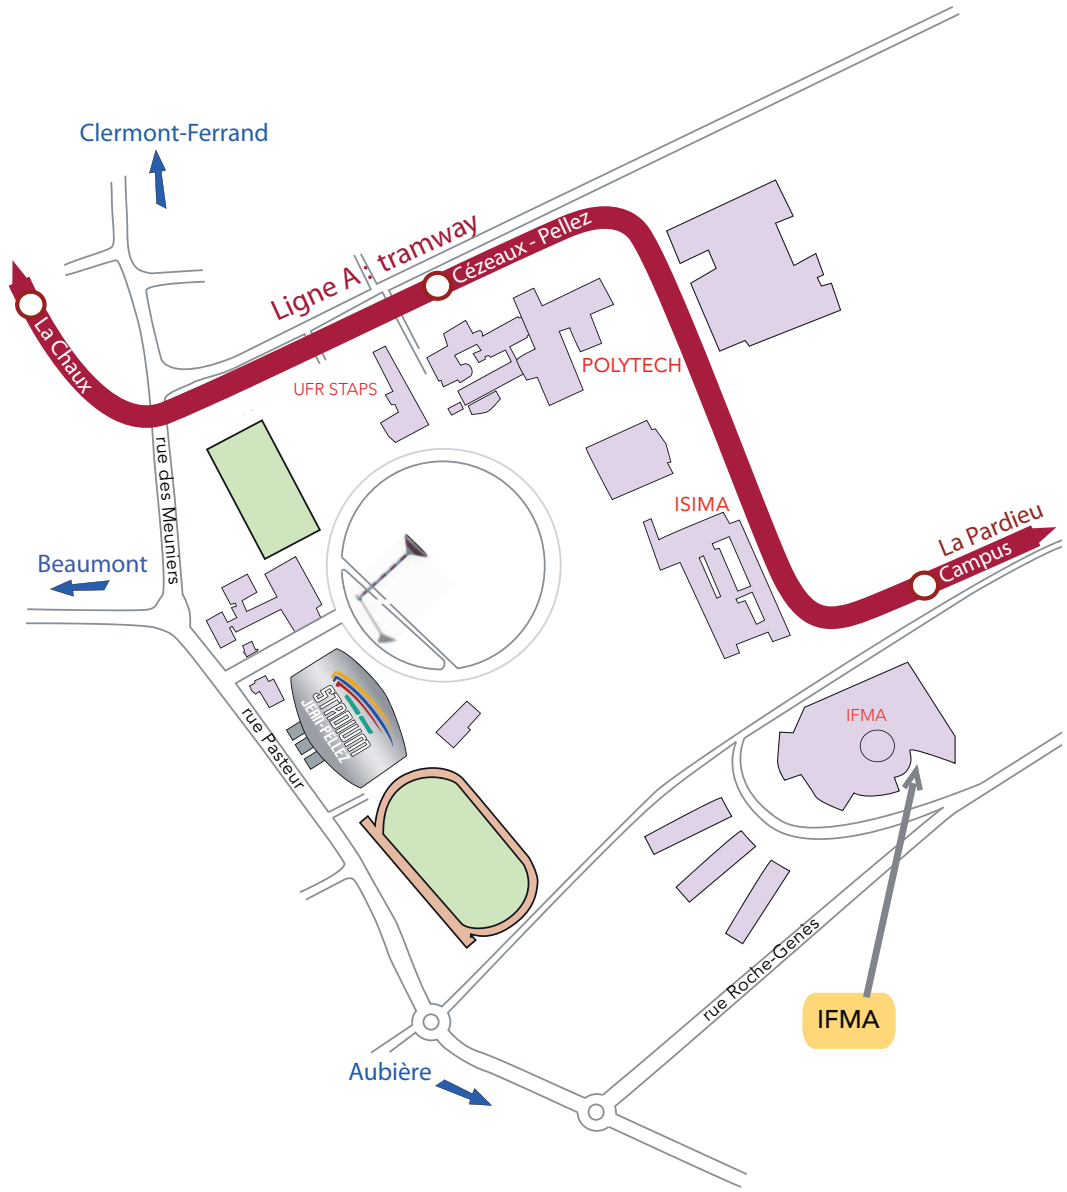 Clermont-Ferrand
Ligne A : tramway
Cézeaux - Pellez
La Chaux
POLYTECH
UFR STAPS
rue des Meuniers
ISIMA
La Pardieu
Campus
Beaumont
STADIUM
JEAN-PELLEZ
rue Pasteur
IFMA
rue Roche-Genès
IFMA
Aubière